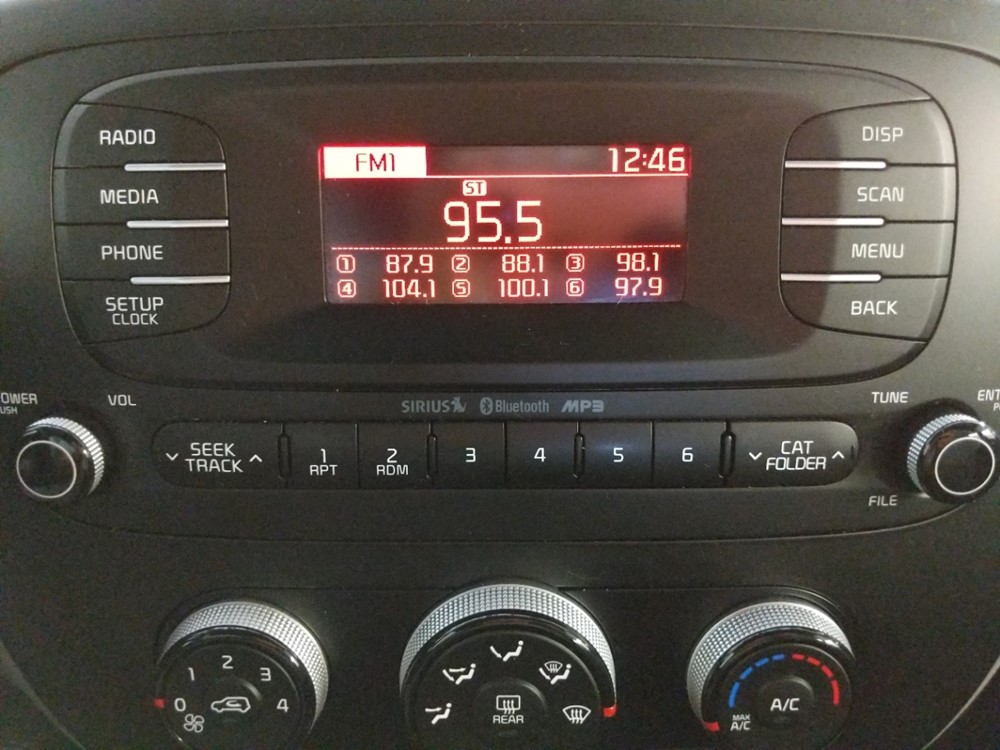 RADIO
MEDIA
PHONE
SETUP
CLOCK
FM1 12:46
ST
95.5
1 87.9 2 88.1 3 98.1
4 104.1 5 100.1 6 97.9
DISP
SCAN
MENU
BACK
OWER
USH
VOL
SIRIUS Bluetooth MP3
TUNE
ENT
P
SEEK
TRACK
1
RPT
2
RDM
3
4
5
6
CAT
FOLDER
FILE
0 1 2 3 4
REAR
A/C
MAX
A/C